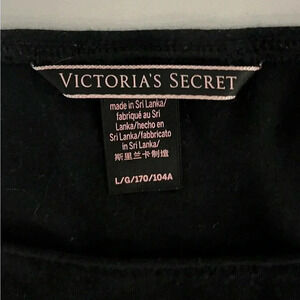 VICTORIA'S SECRET
made in Sri Lanka/
fabriqué au Sri
Lanka/hecho en
Sri Lanka/fabbricato
in Sri Lanka/
斯里兰卡制造
L/G/170/104A